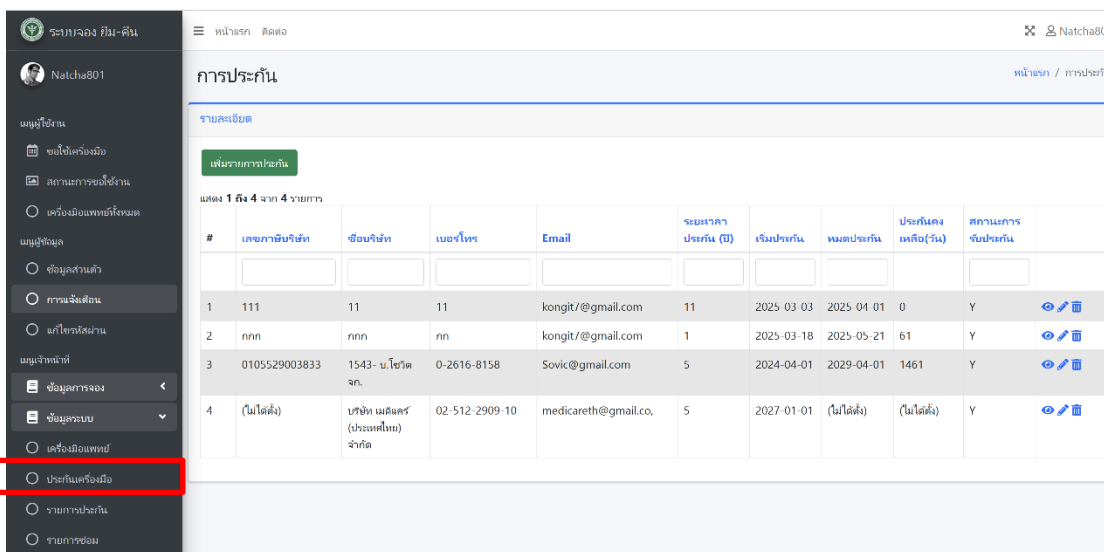 ระบบจอง ยืม-คืน
หน้าแรก ติดต่อ
Natcha80
Natcha801
การประกัน
หน้าแรก / การประกั
เมนูผู้ใช้งาน
ขอใช้เครื่องมือ
สถานะการขอใช้งาน
เครื่องมือแพทย์ทั้งหมด
เมนูผู้ข้อมูล
ข้อมูลส่วนตัว
การแจ้งเตือน
แก้ไขรหัสผ่าน
เมนูเจ้าหน้าที่
ข้อมูลการจอง
ข้อมูลระบบ
เครื่องมือแพทย์
ประกันเครื่องมือ
รายการประกัน
รายการซ่อม
รายละเอียด
เพิ่มรายการประกัน
แสดง 1 ถึง 4 จาก 4 รายการ
# เลขภาษีบริษัท ชื่อบริษัท เบอร์โทร Email ระยะเวลา ประกัน (ปี) เริ่มประกัน หมดประกัน ประกันคง เหลือ(วัน) สถานะการ รับประกัน
1 111 11 11 kongit7@gmail.com 11 2025-03-03 2025-04-01 0 Y
2 กกก กกก กก kongit7@gmail.com 1 2025-03-18 2025-05-21 61 Y
3 0105529003833 1543- บ.โซวิค 0-2616-8158 Sovic@gmail.com 5 2024-04-01 2029-04-01 1461 Y
จก.
4 (ไม่ได้ตั้ง) บริษัท เมดิแคร์ 02-512-2909-10 medicareth@gmail.co, 5 2027-01-01 (ไม่ได้ตั้ง) (ไม่ได้ตั้ง) Y
(ประเทศไทย)
จำกัด